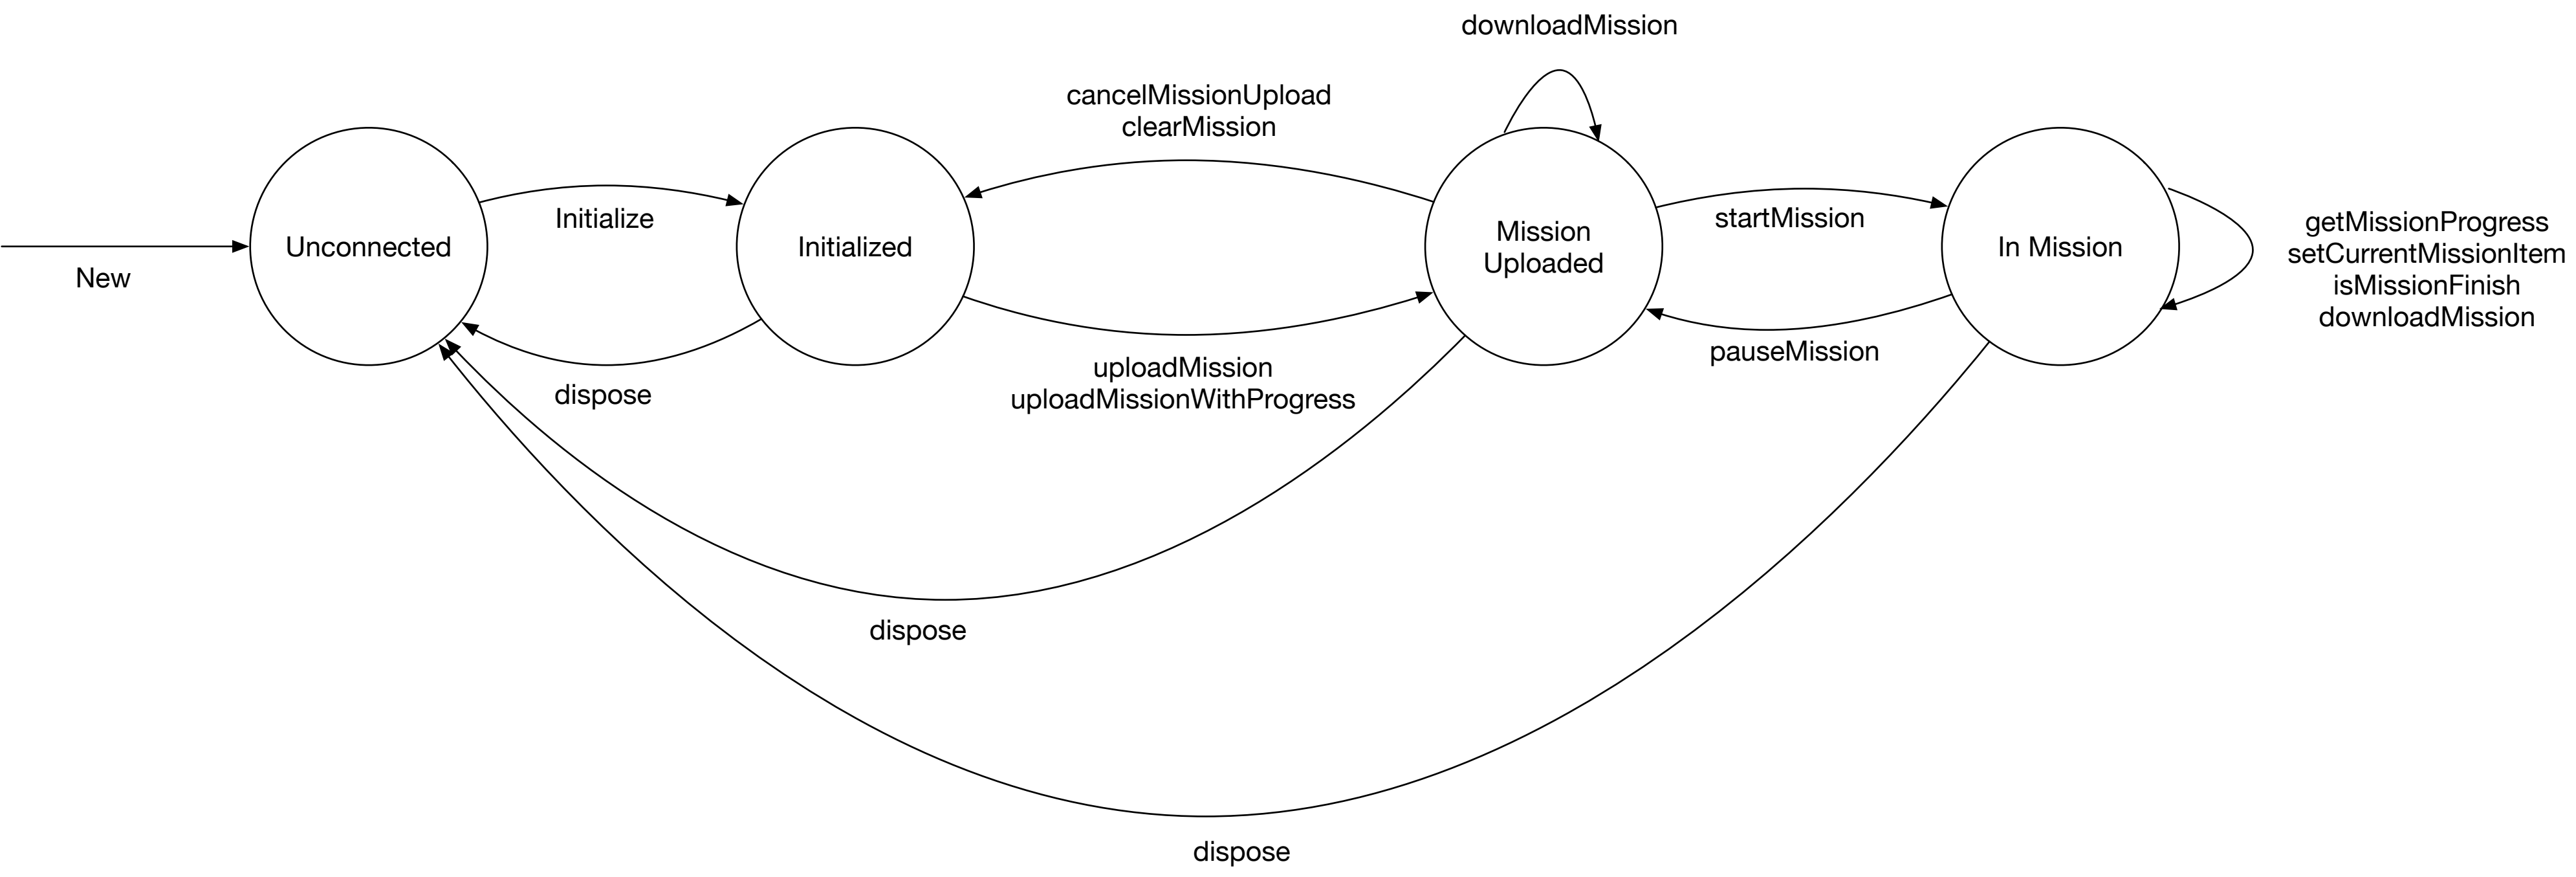 downloadMission
cancelMissionUpload
clearMission
New
Unconnected
Initialize
Initialized
Mission
Uploaded
startMission
In Mission
getMissionProgress
setCurrentMissionItem
isMissionFinish
downloadMission
dispose
uploadMission
uploadMissionWithProgress
pauseMission
dispose
dispose